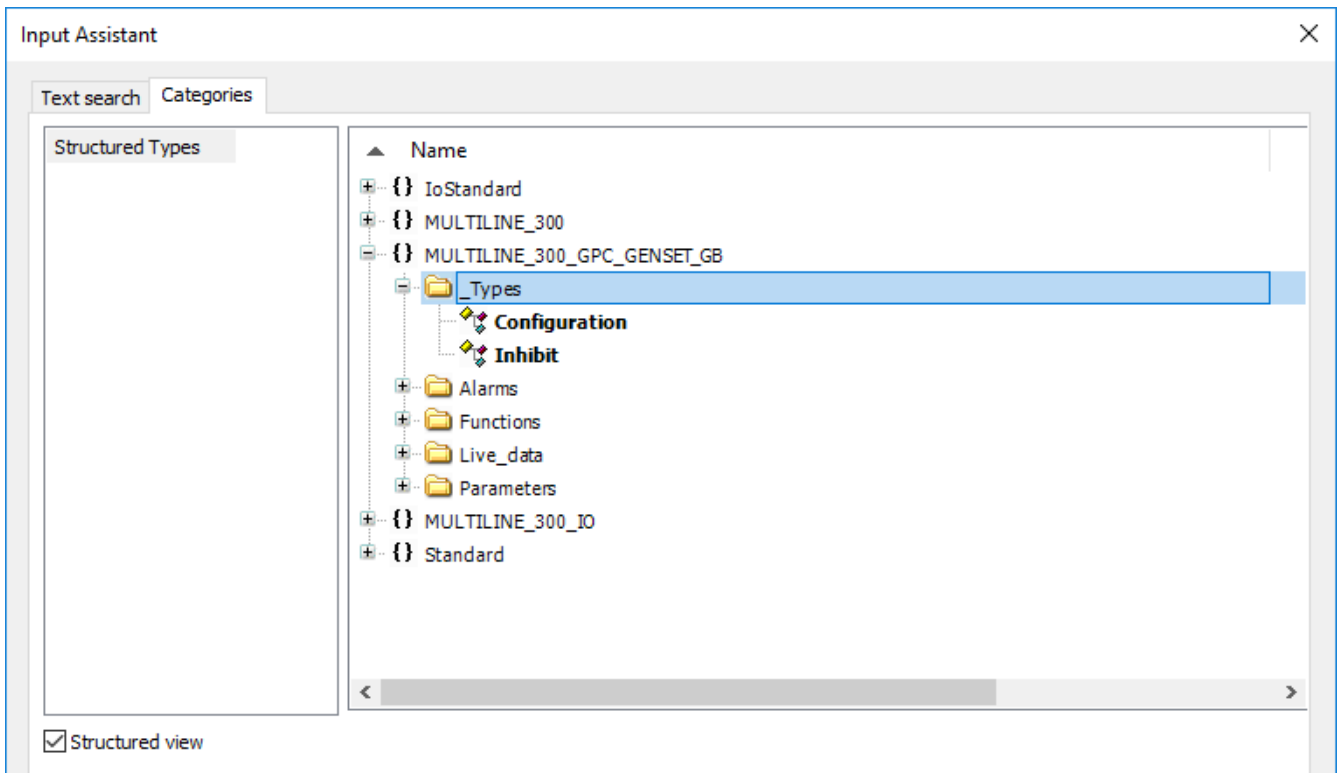 Input Assistant
Text search Categories
Structured Types
Name
{} IoStandard
{} MULTILINE_300
{} MULTILINE_300_GPC_GENSET_GB
_Types
Configuration
Inhibit
Alarms
Functions
Live_data
Parameters
{} MULTILINE_300_IO
{} Standard
Structured view